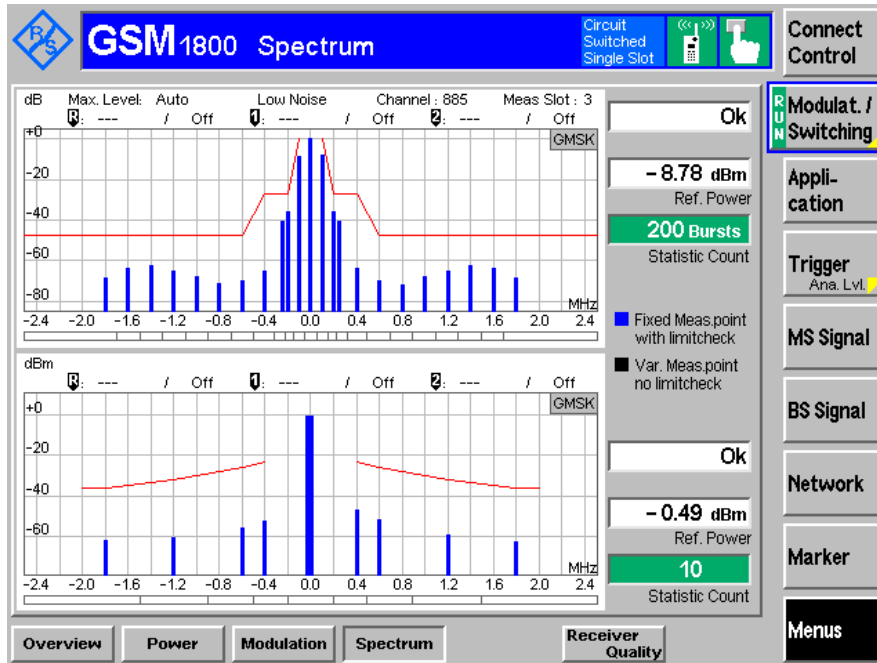 R&S
GSM 1800 Spectrum
Circuit
Switched
Single Slot
Connect
Control
dB Max. Level: Auto Low Noise Channel : 885 Meas Slot : 3
R: --- / Off 1: --- / Off 2: --- / Off
+0
-20
-40
-60
-80
GMSK
MHz
-2.4 -2.0 -1.6 -1.2 -0.8 -0.4 0.0 0.4 0.8 1.2 1.6 2.0 2.4
Ok
- 8.78 dBm
Ref. Power
200 Bursts
Statistic Count
Fixed Meas.point
with limitcheck
Var. Meas.point
no limitcheck
dBm
R: --- / Off 1: --- / Off 2: --- / Off
+0
-20
-40
-60
GMSK
MHz
-2.4 -2.0 -1.6 -1.2 -0.8 -0.4 0.0 0.4 0.8 1.2 1.6 2.0 2.4
Ok
- 0.49 dBm
Ref. Power
10
Statistic Count
RUN
Modulat. /
Switching
Appli-
cation
Trigger
Ana. Lvl.
MS Signal
BS Signal
Network
Marker
Menus
Overview Power Modulation Spectrum Receiver
Quality